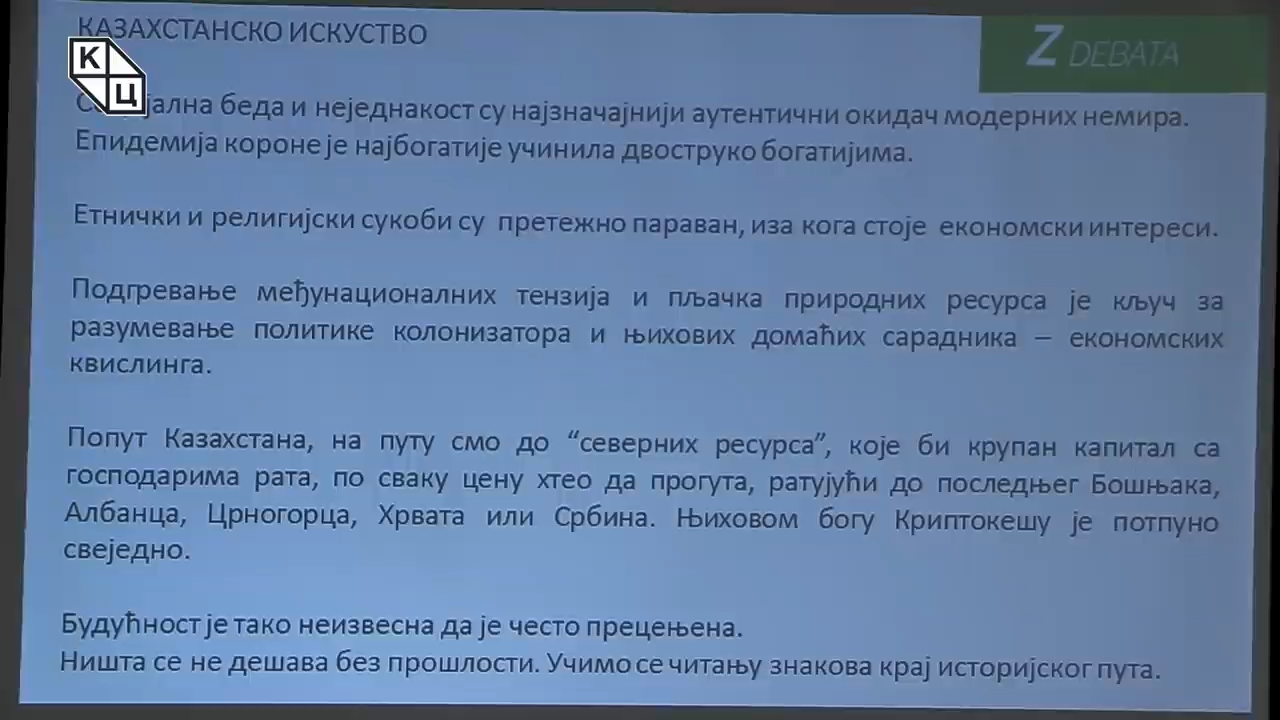 КАЗАХСТАНСКО ИСКУСТВО
Z DEBATA
К
Ц
беда и неједнакост су најзначајнији аутентични окидач модерних немира.
Епидемија короне је најбогатије учинила двоструко богатијима.
Етнички и религијски сукоби су претежно параван, иза кога стоје економски интереси.
Подгревање међунационалних тензија и пљачка природних ресурса је кључ за
разумевање политике колонизатора и њихових домаћих сарадника – економских
квислинга.
Попут Казахстана, на путу смо до “северних ресурса”, које би крупан капитал са
господарима рата, по сваку цену хтео да прогута, ратујући до последњег Бошњака,
Албанца, Црногорца, Хрвата или Србина. Њиховом богу Криптокешу је потпуно
свеједно.
Будућност је тако неизвесна да је често прецењена.
Ништа се не дешава без прошлости. Учимо се читању знакова крај историјског пута.